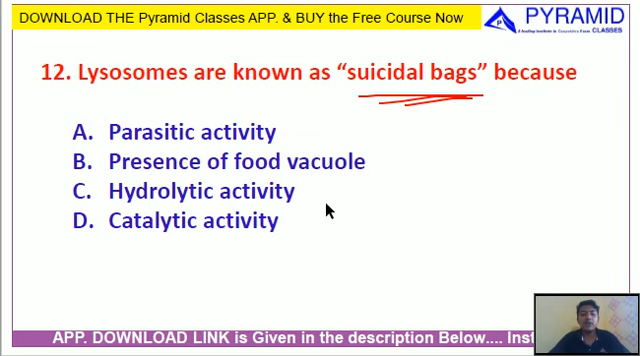 DOWNLOAD THE Pyramid Classes APP. & BUY the Free Course Now
PYRAMID
CLASSES
12. Lysosomes are known as “suicidal bags” because
A. Parasitic activity
B. Presence of food vacuole
C. Hydrolytic activity
D. Catalytic activity
APP. DOWNLOAD LINK is Given in the description Below.... Inst